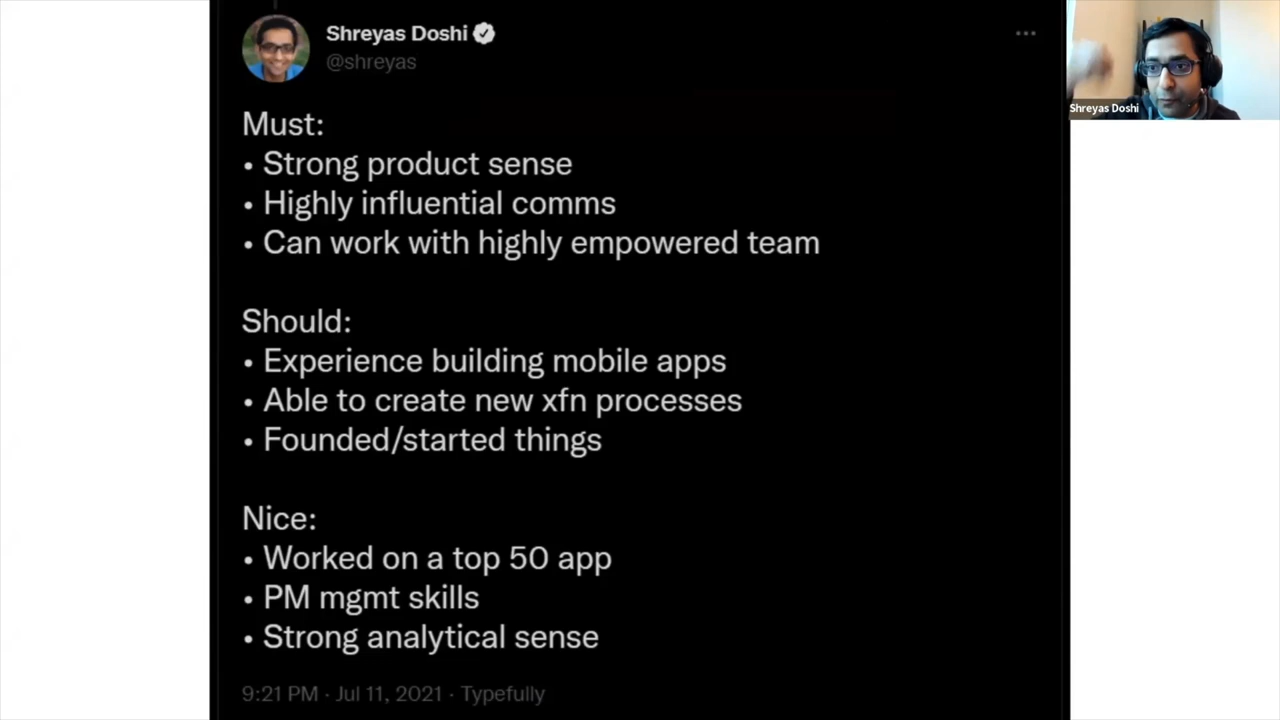 Shreyas Doshi
@shreyas
Must:
• Strong product sense
• Highly influential comms
• Can work with highly empowered team
Should:
• Experience building mobile apps
• Able to create new xfn processes
• Founded/started things
Nice:
• Worked on a top 50 app
• PM mgmt skills
• Strong analytical sense
9:21 PM · Jul 11, 2021 · Typefully
Shreyas Doshi